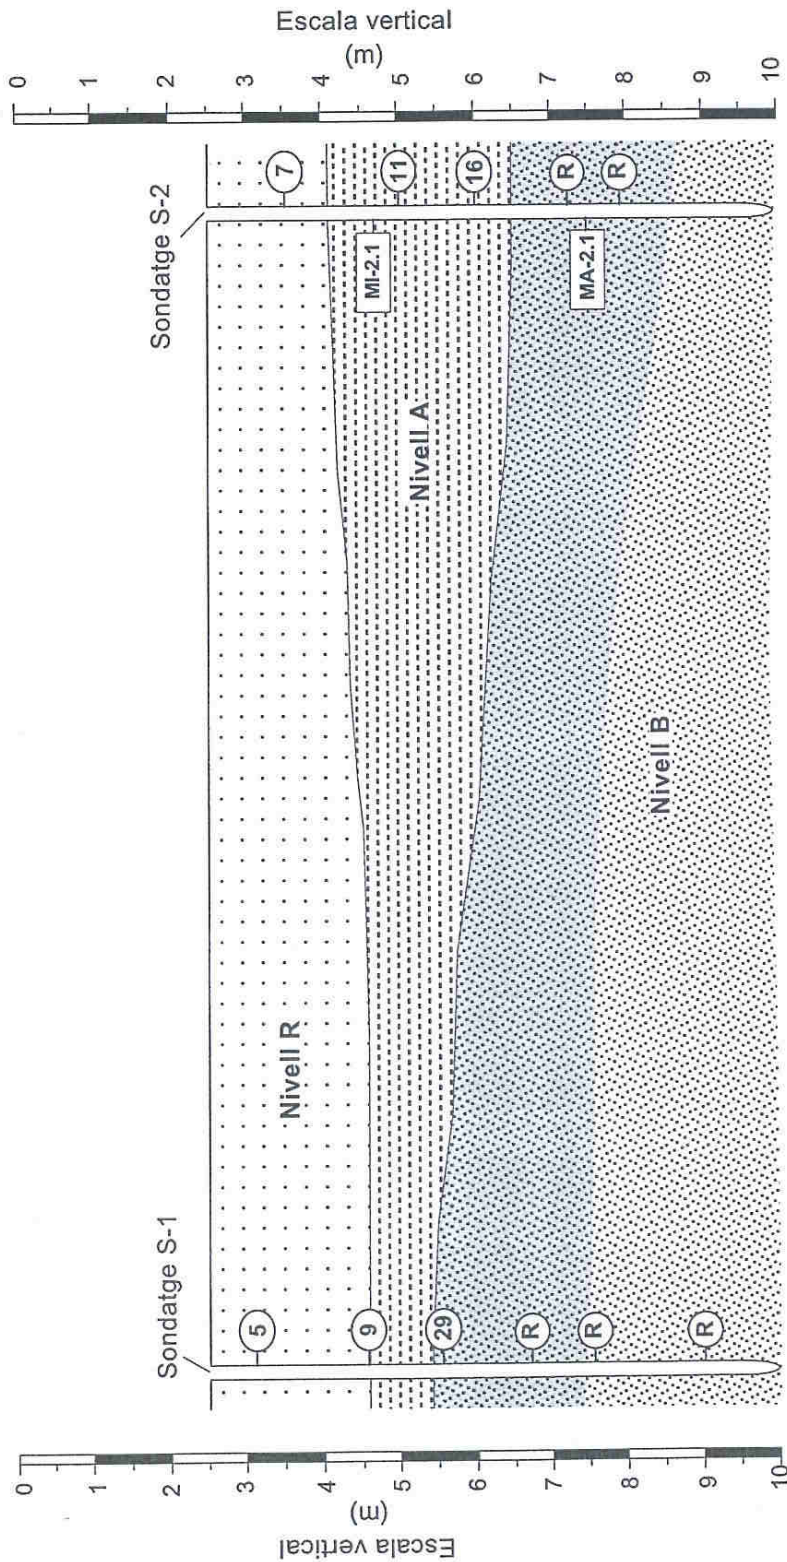 Escala vertical
(m)
0
1
2
3
4
5
6
7
8
9
10
Sondatge S-1
5
9
29
R
R
R
Nivell R
Nivell A
Nivell B
Sondatge S-2
7
11
16
R
R
MI-2.1
MA-2.1
0
1
2
3
4
5
6
7
8
9
10
Escala vertical
(m)